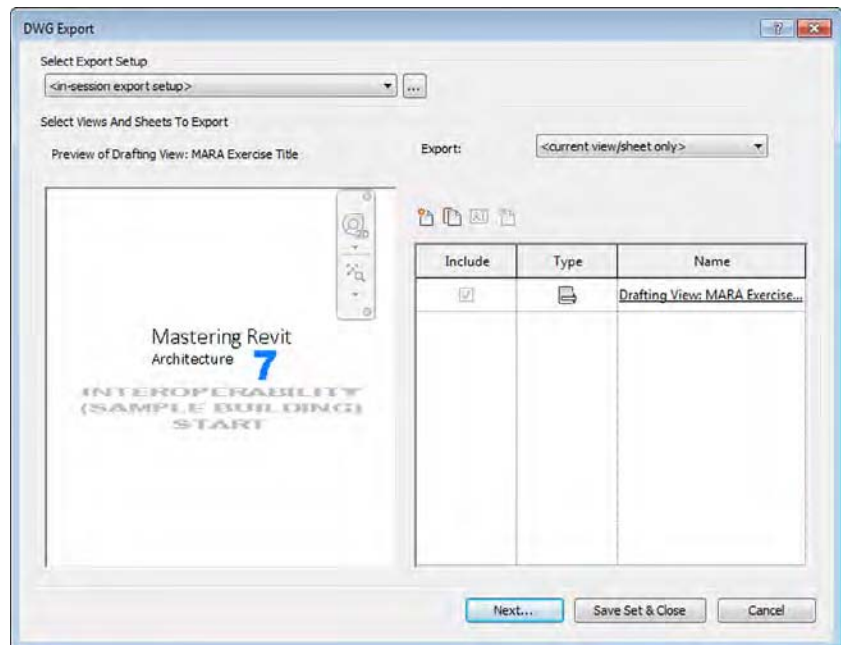 DWG Export
Select Export Setup
<in-session export setup>
...
Select Views And Sheets To Export
Preview of Drafting View: MARA Exercise Title
Export:
<current view/sheet only>
2D
Mastering Revit
Architecture 7
INTEROPERABILITY
(SAMPLE BUILDING)
START
Include Type Name
Drafting View: MARA Exercise...
Next... Save Set & Close Cancel